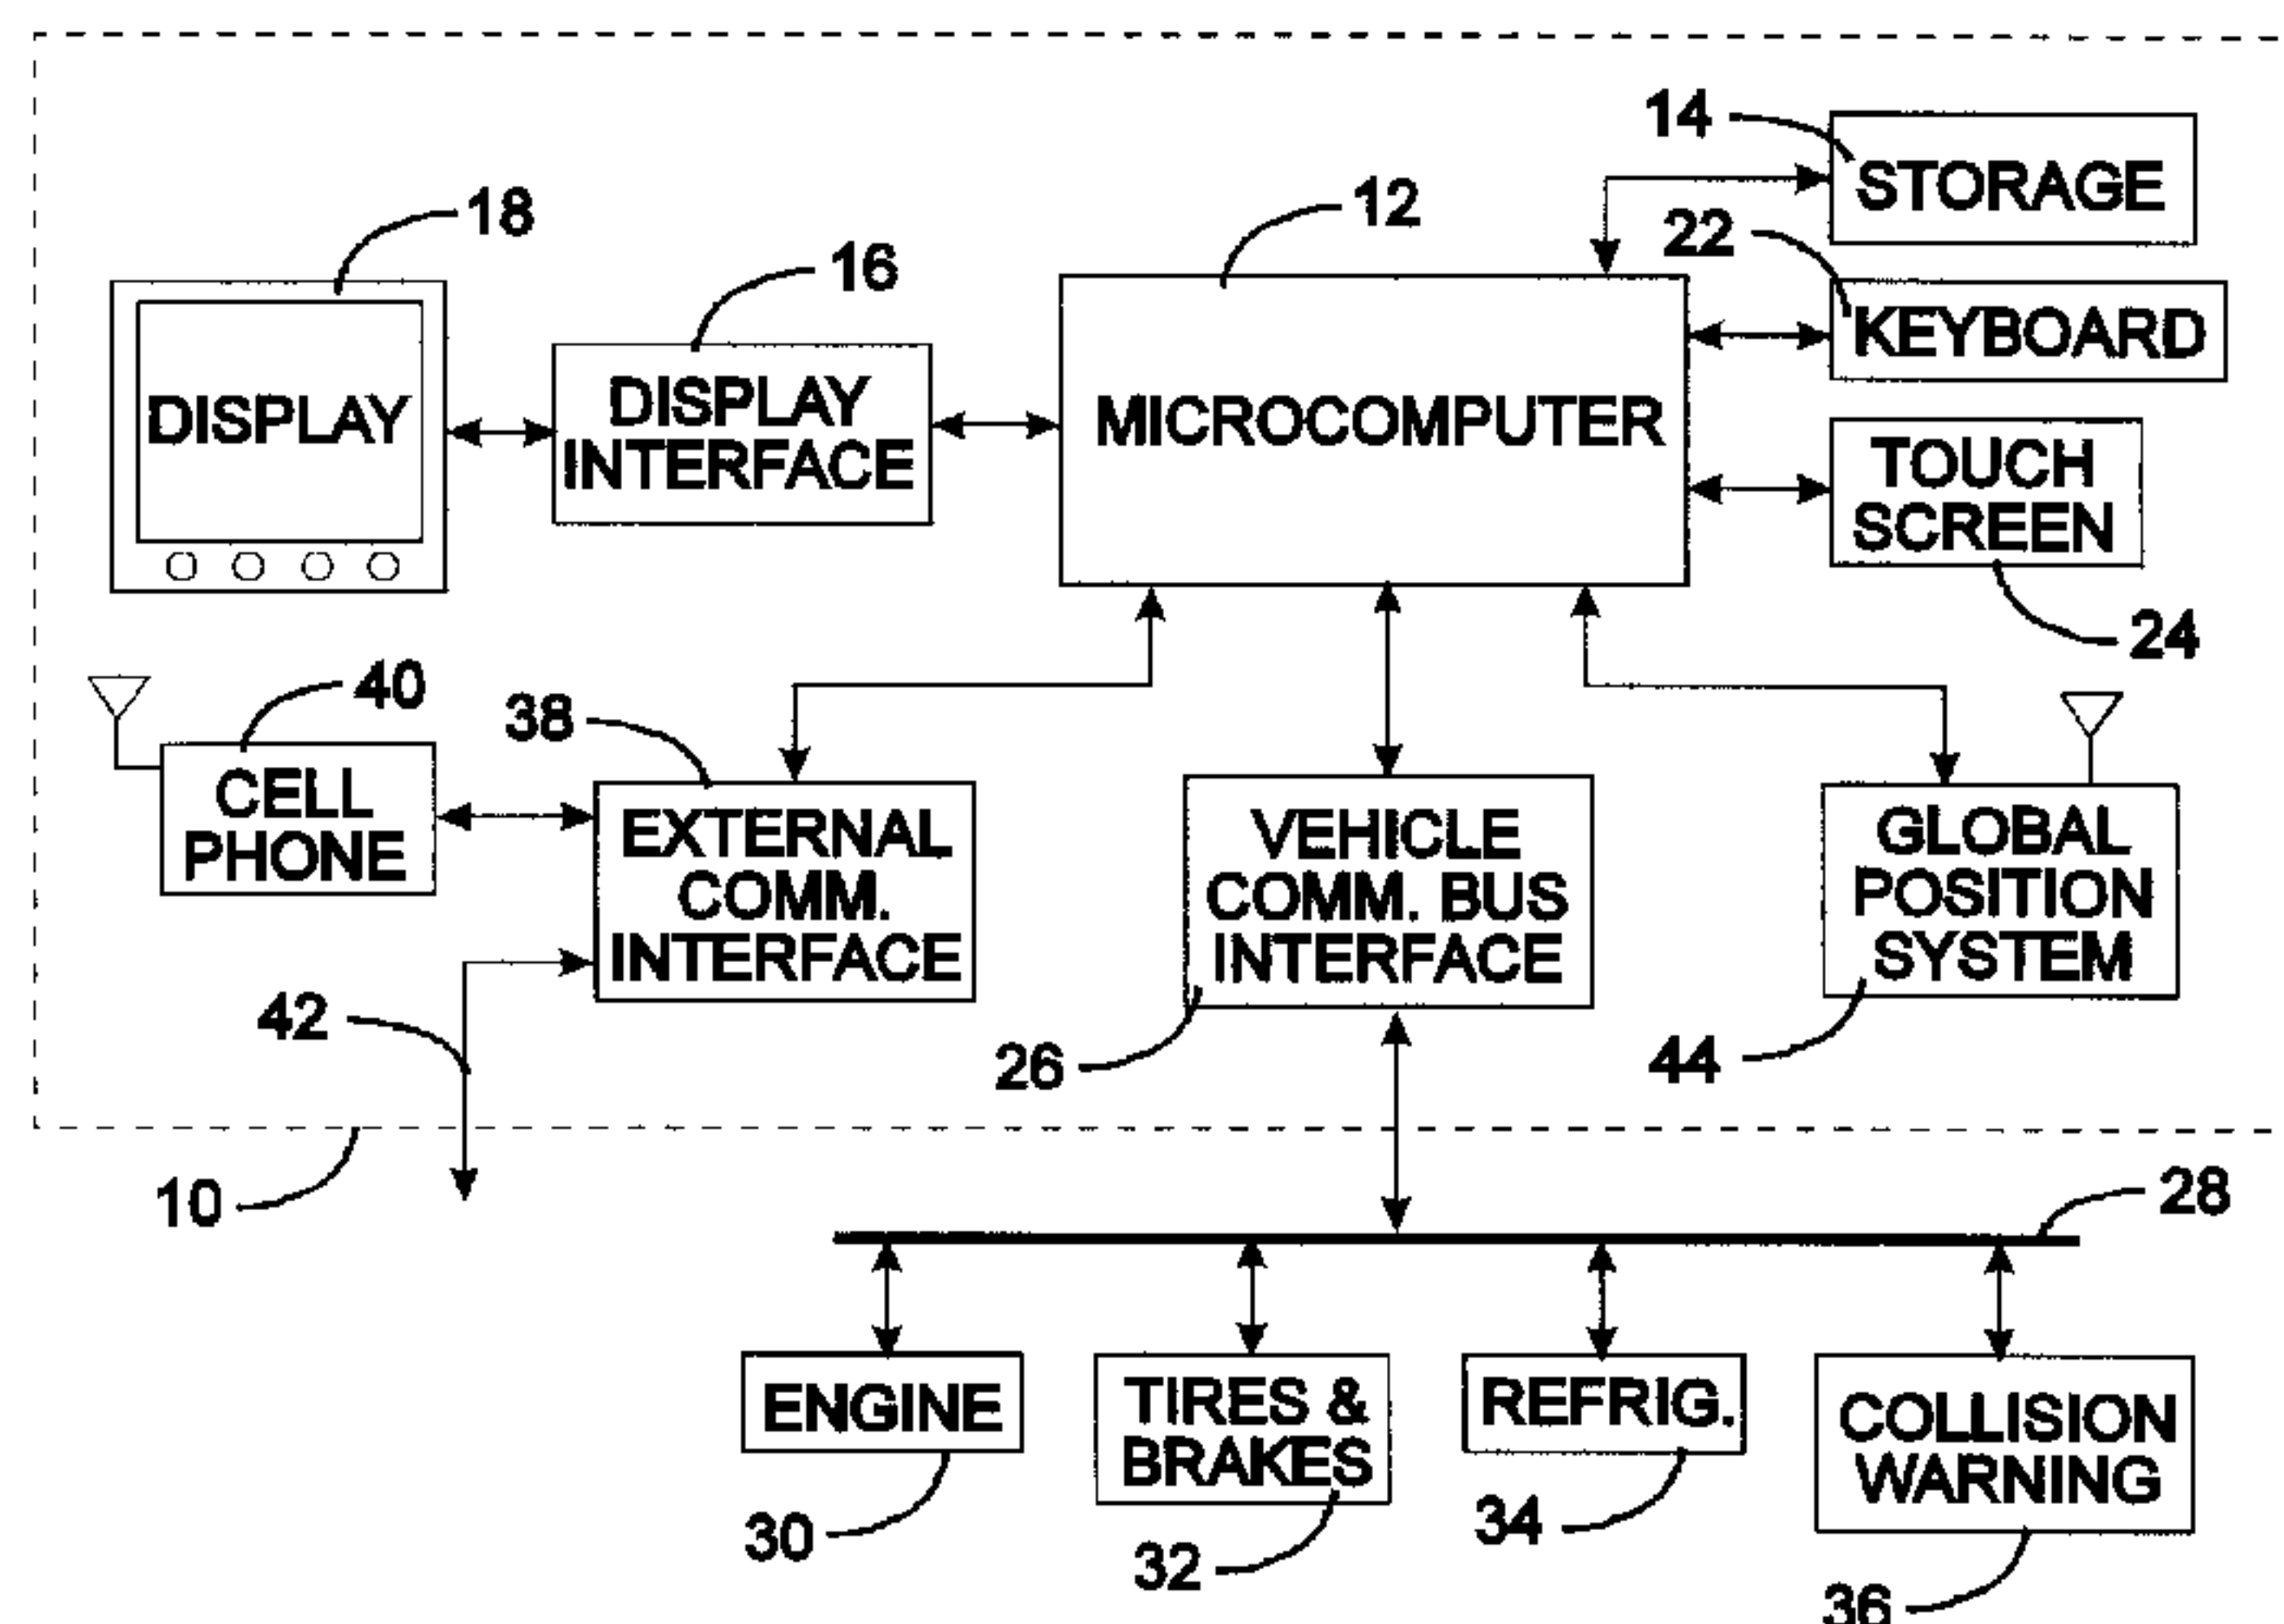 14
STORAGE
18
12
22
16
KEYBOARD
DISPLAY
DISPLAY
INTERFACE
MICROCOMPUTER
TOUCH
SCREEN
24
40
38
CELL
PHONE
EXTERNAL
COMM.
INTERFACE
VEHICLE
COMM. BUS
INTERFACE
GLOBAL
POSITION
SYSTEM
42
26
44
10
28
ENGINE
TIRES &
BRAKES
REFRIG.
COLLISION
WARNING
30
32
34
36